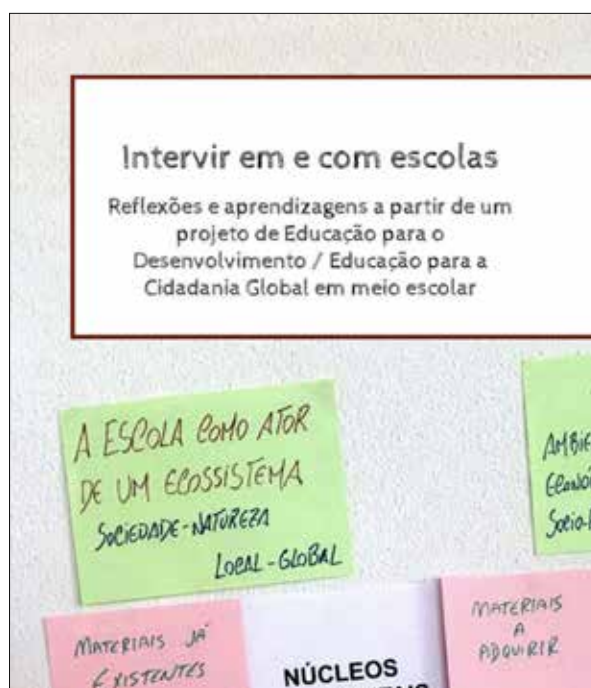 Intervir em e com escolas
Reflexões e aprendizagens a partir de um
projeto de Educação para o
Desenvolvimento / Educação para a
Cidadania Global em meio escolar
A ESCOLA COMO ATOR
DE UM ECOSSISTEMA
SOCIEDADE-NATUREZA
LOCAL-GLOBAL
MATERIAIS JÁ
EXISTENTES
NÚCLEOS
MATERIAIS
A
ADQUIRIR